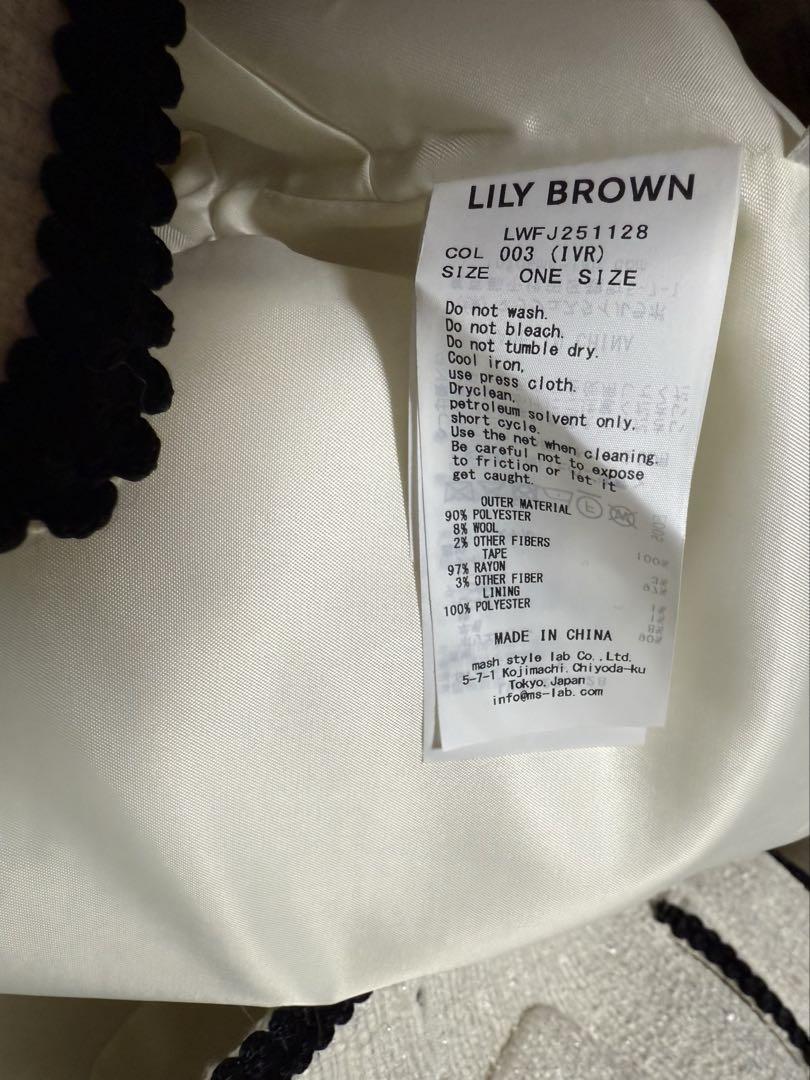 LILY BROWN
LWFJ251128
COL 003 (IVR)
SIZE ONE SIZE
Do not wash.
Do not bleach.
Do not tumble dry.
Cool iron,
use press cloth.
Dryclean,
petroleum solvent only,
short cycle.
Use the net when cleaning.
Be careful not to expose
to friction or let it
get caught.
OUTER MATERIAL
90% POLYESTER
8% WOOL
2% OTHER FIBERS
TAPE
97% RAYON
3% OTHER FIBER
LINING
100% POLYESTER
MADE IN CHINA
mash style lab Co.,Ltd.
5-7-1 Kojimachi, Chiyoda-ku
Tokyo, Japan
info@ms-lab.com